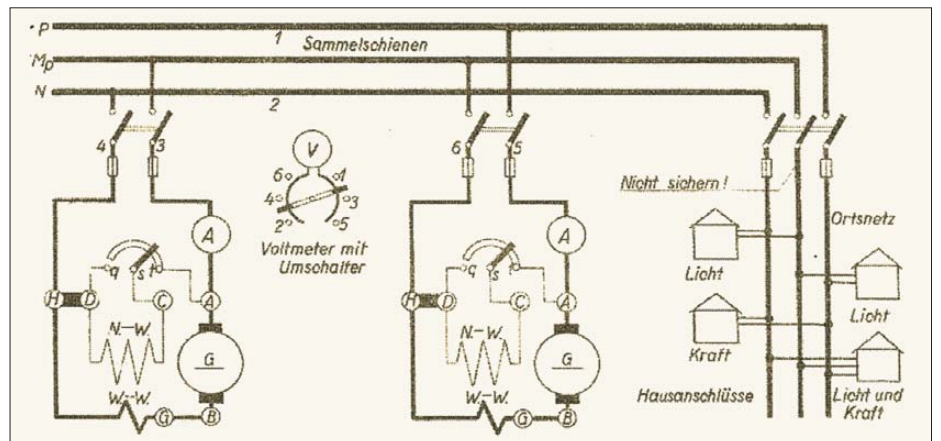 P
1
Sammelschienen
Mp
N
2
4
3
6
5
V
6
1
4
3
2
5
Voltmeter mit
Umschalter
Nicht sichern!
Ortsnetz
A
q
s
t
H
D
C
A
N.-W.
G
W.-W.
G
B
A
q
s
H
D
C
A
N.-W.
G
W.-W.
G
B
Licht
Licht
Kraft
Hausanschlüsse
Licht und
Kraft